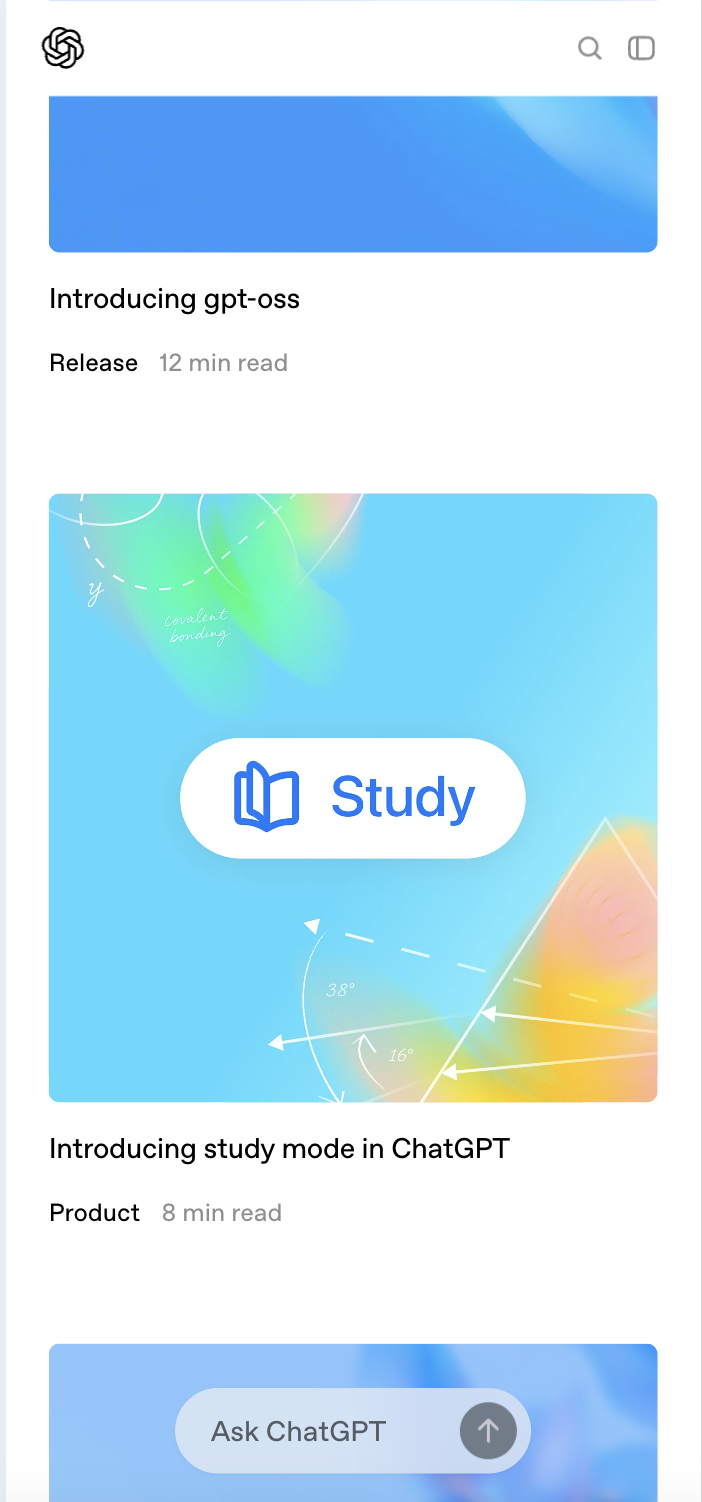 Introducing gpt-oss
Release 12 min read
y
covalent
bonding
Study
38°
16°
Introducing study mode in ChatGPT
Product 8 min read
Ask ChatGPT